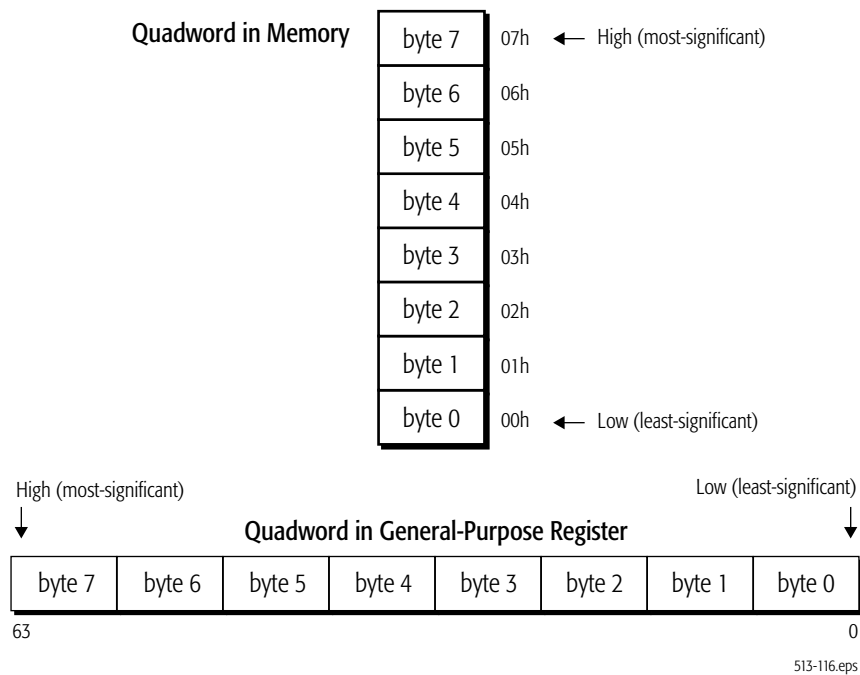 Quadword in Memory
byte 7 07h High (most-significant)
byte 6 06h
byte 5 05h
byte 4 04h
byte 3 03h
byte 2 02h
byte 1 01h
byte 0 00h Low (least-significant)
High (most-significant) Low (least-significant)
Quadword in General-Purpose Register
byte 7 byte 6 byte 5 byte 4 byte 3 byte 2 byte 1 byte 0
63 0
513-116.eps